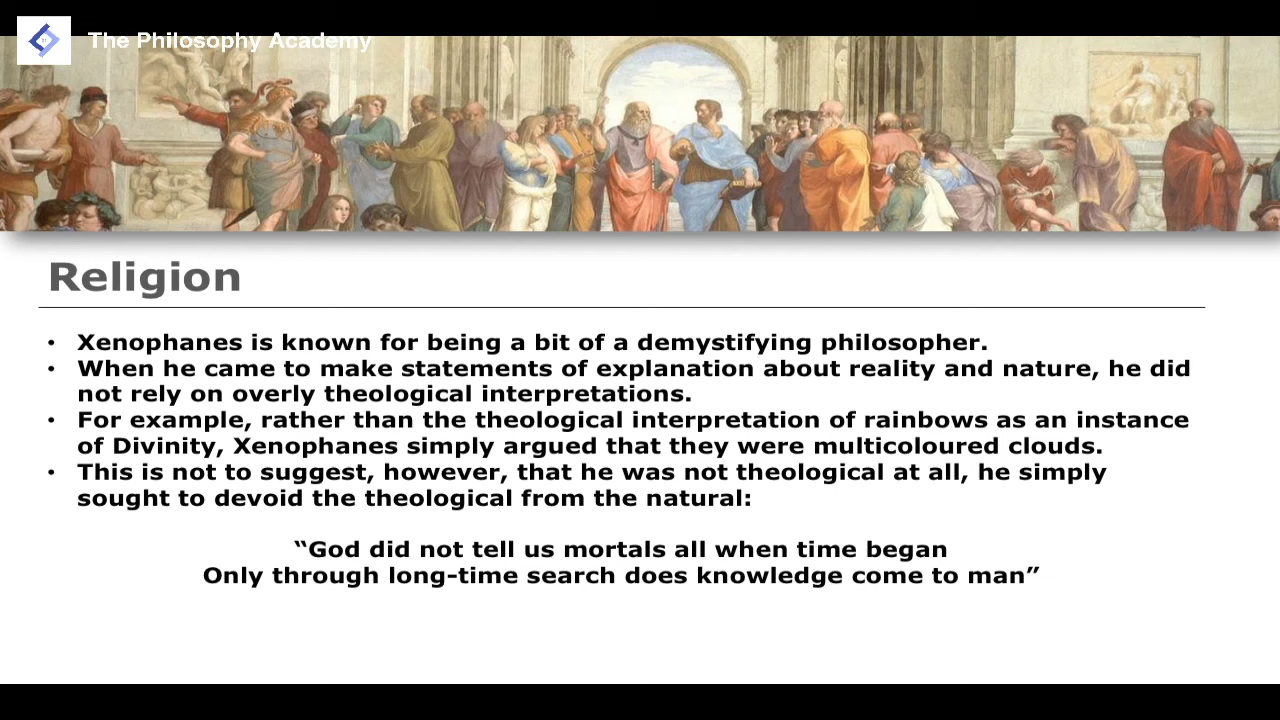 The Philosophy Academy
Religion
• Xenophanes is known for being a bit of a demystifying philosopher.
• When he came to make statements of explanation about reality and nature, he did
not rely on overly theological interpretations.
• For example, rather than the theological interpretation of rainbows as an instance
of Divinity, Xenophanes simply argued that they were multicoloured clouds.
• This is not to suggest, however, that he was not theological at all, he simply
sought to devoid the theological from the natural:
“God did not tell us mortals all when time began
Only through long-time search does knowledge come to man”